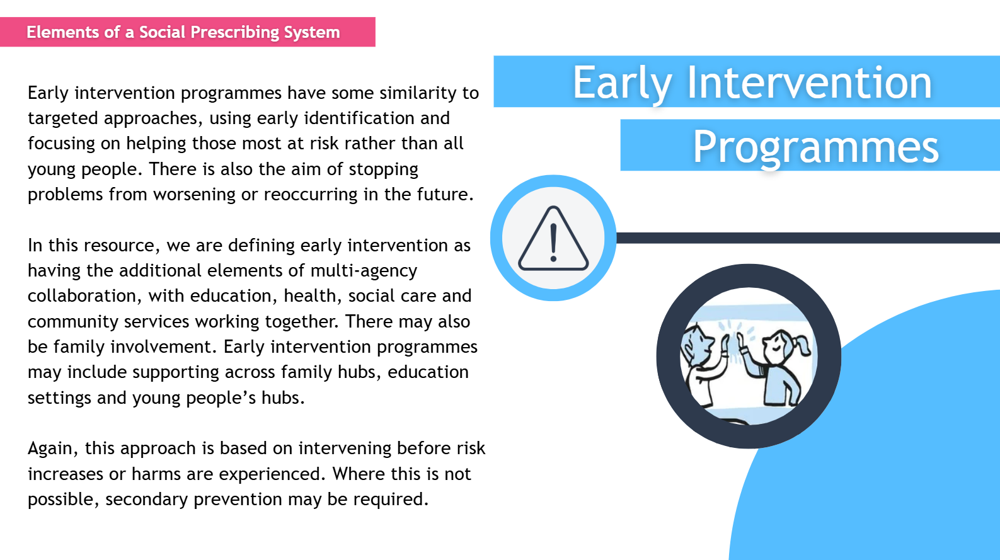 Elements of a Social Prescribing System
Early Intervention
Programmes
Early intervention programmes have some similarity to
targeted approaches, using early identification and
focusing on helping those most at risk rather than all
young people. There is also the aim of stopping
problems from worsening or reoccurring in the future.
In this resource, we are defining early intervention as
having the additional elements of multi-agency
collaboration, with education, health, social care and
community services working together. There may also
be family involvement. Early intervention programmes
may include supporting across family hubs, education
settings and young people’s hubs.
Again, this approach is based on intervening before risk
increases or harms are experienced. Where this is not
possible, secondary prevention may be required.